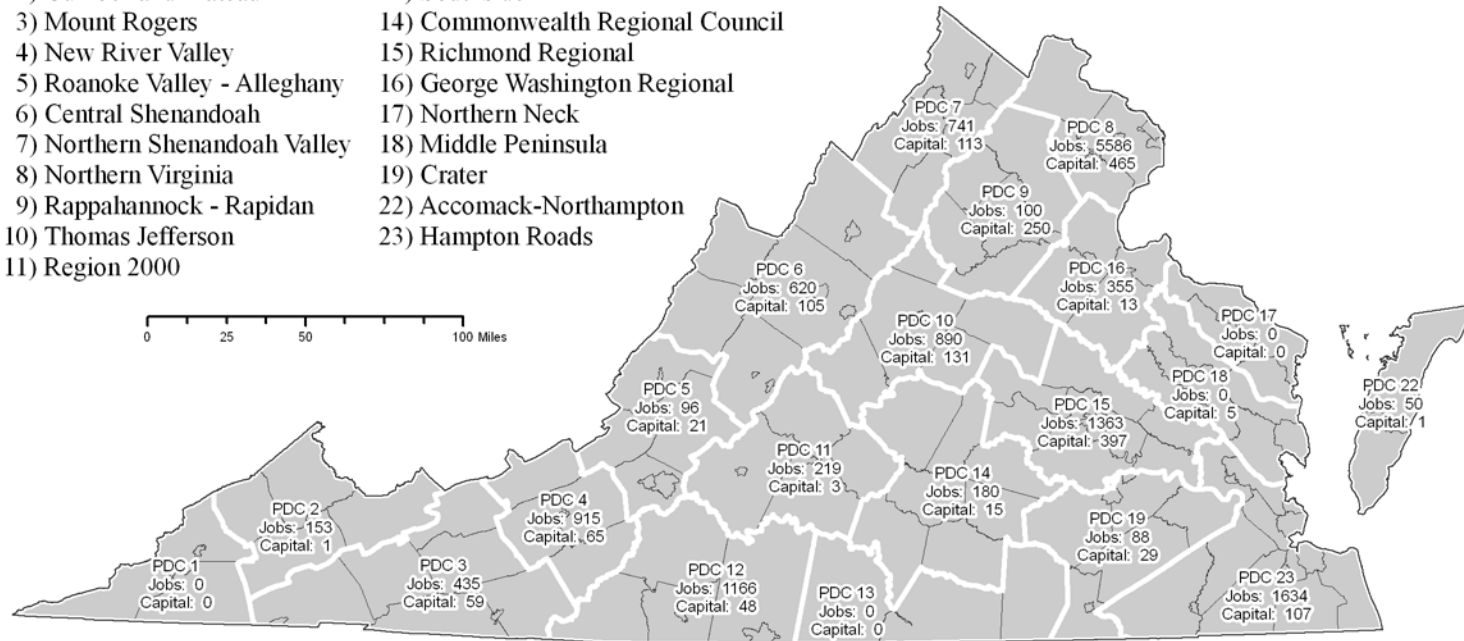 3) Mount Rogers
4) New River Valley
5) Roanoke Valley - Alleghany
6) Central Shenandoah
7) Northern Shenandoah Valley
8) Northern Virginia
9) Rappahannock - Rapidan
10) Thomas Jefferson
11) Region 2000
14) Commonwealth Regional Council
15) Richmond Regional
16) George Washington Regional
17) Northern Neck
18) Middle Peninsula
19) Crater
22) Accomack-Northampton
23) Hampton Roads
0 25 50 100 Miles
PDC 7
Jobs: 741
Capital: 113
PDC 8
Jobs: 5586
Capital: 465
PDC 9
Jobs: 100
Capital: 250
PDC 6
Jobs: 620
Capital: 105
PDC 16
Jobs: 355
Capital: 13
PDC 10
Jobs: 890
Capital: 131
PDC 17
Jobs: 0
Capital: 0
PDC 18
Jobs: 0
Capital: 5
PDC 22
Jobs: 50
Capital: 1
PDC 5
Jobs: 96
Capital: 21
PDC 15
Jobs: 1363
Capital: 397
PDC 11
Jobs: 219
Capital: 3
PDC 14
Jobs: 180
Capital: 15
PDC 4
Jobs: 915
Capital: 65
PDC 2
Jobs: 153
Capital: 1
PDC 19
Jobs: 88
Capital: 29
PDC 1
Jobs: 0
Capital: 0
PDC 3
Jobs: 435
Capital: 59
PDC 12
Jobs: 1166
Capital: 48
PDC 13
Jobs: 0
Capital: 0
PDC 23
Jobs: 1634
Capital: 107